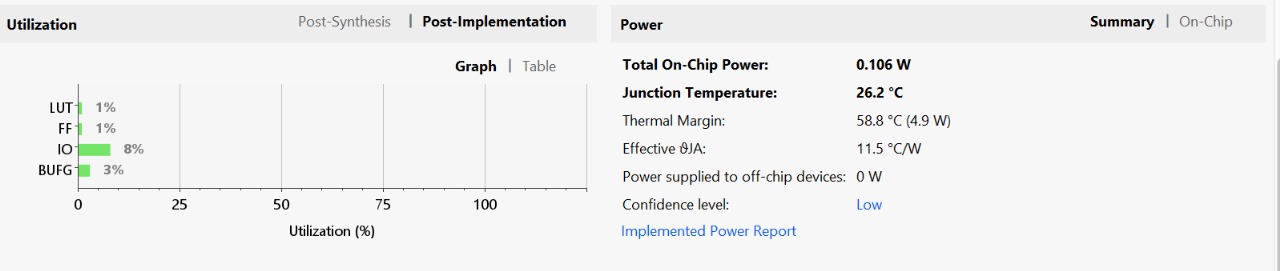 Utilization
Post-Synthesis | Post-Implementation
Graph | Table
LUT 1%
FF 1%
IO 8%
BUFG 3%
0 25 50 75 100
Utilization (%)
Power
Summary | On-Chip
Total On-Chip Power: 0.106 W
Junction Temperature: 26.2 °C
Thermal Margin: 58.8 °C (4.9 W)
Effective ϑJA: 11.5 °C/W
Power supplied to off-chip devices: 0 W
Confidence level: Low
Implemented Power Report